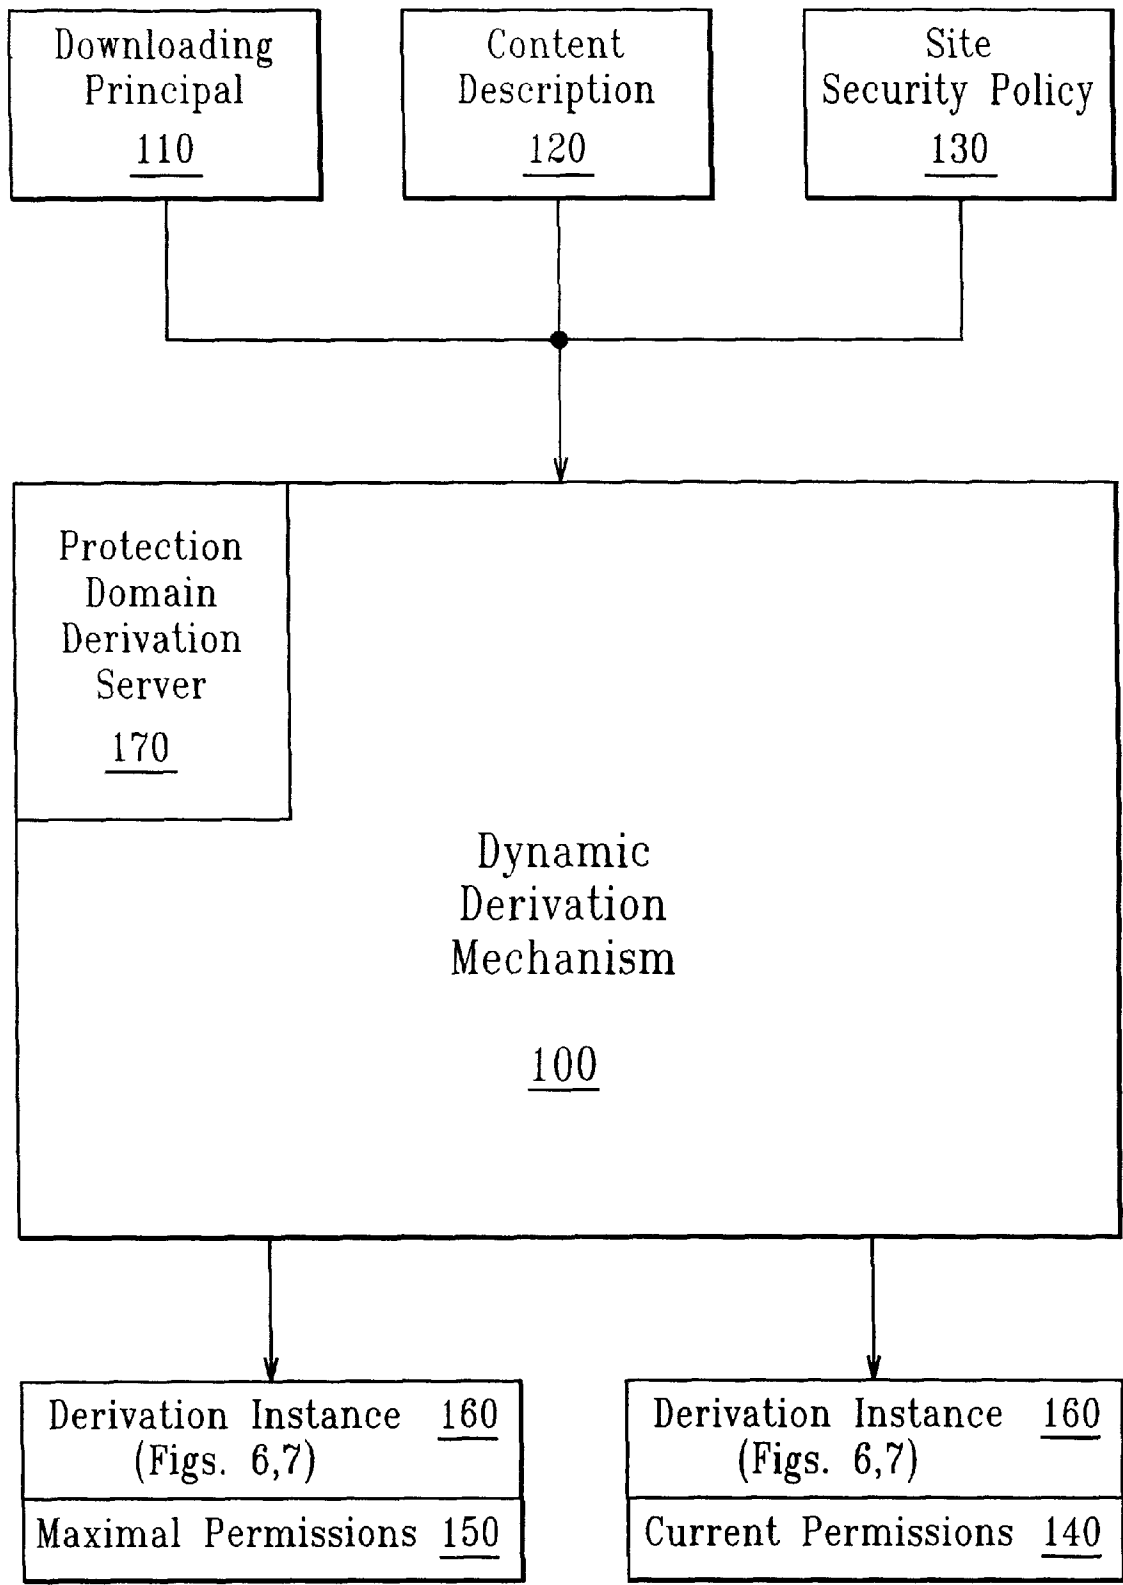 Downloading
Principal
110
Content
Description
120
Site
Security Policy
130
Protection
Domain
Derivation
Server
170
Dynamic
Derivation
Mechanism
100
Derivation Instance 160
(Figs. 6,7)
Maximal Permissions 150
Derivation Instance 160
(Figs. 6,7)
Current Permissions 140